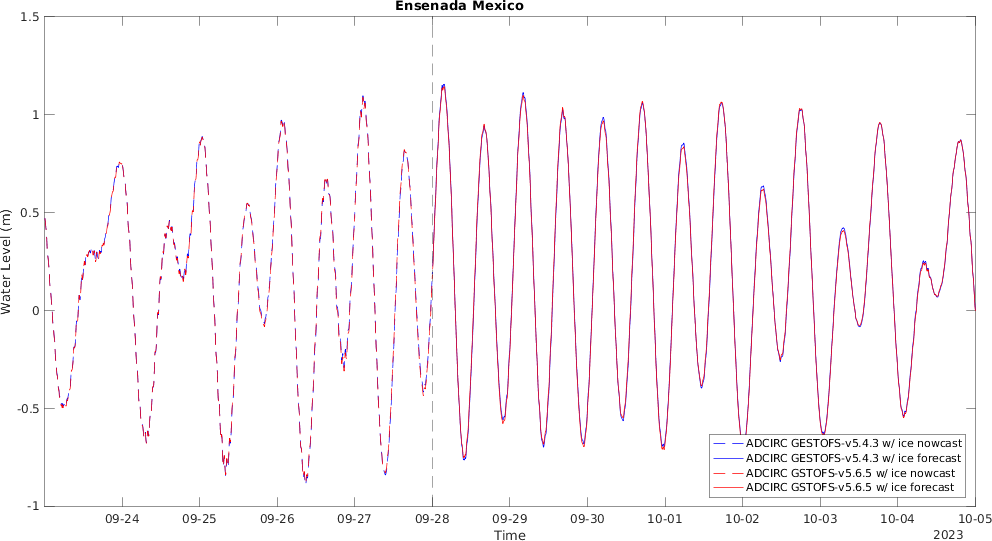 Ensenada Mexico
1.5
1
0.5
0
-0.5
-1
Water Level (m)
ADCIRC GESTOFS-v5.4.3 w/ ice nowcast
ADCIRC GESTOFS-v5.4.3 w/ ice forecast
ADCIRC GSTOFS-v5.6.5 w/ ice nowcast
ADCIRC GSTOFS-v5.6.5 w/ ice forecast
09-24 09-25 09-26 09-27 09-28 09-29 09-30 10-01 10-02 10-03 10-04 10-05
Time
2023